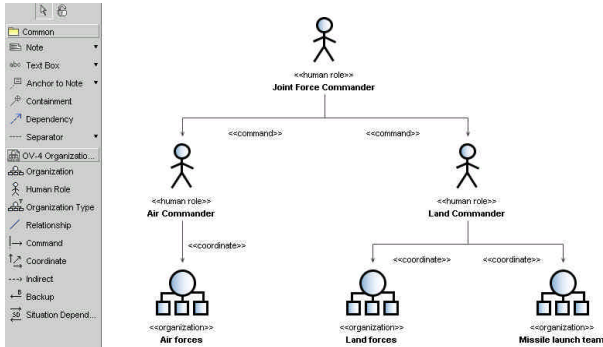 Common
Note
abc Text Box
Anchor to Note
Containment
Dependency
Separator
OV-4 Organizatio...
Organization
Human Role
Organization Type
Relationship
Command
Coordinate
Indirect
B
Backup
SD Situation Depend...
<<human role>>
Joint Force Commander
<<command>> <<command>>
<<human role>> <<human role>>
Air Commander Land Commander
<<coordinate>> <<coordinate>> <<coordinate>>
<<organization>> <<organization>> <<organization>>
Air forces Land forces Missile launch team